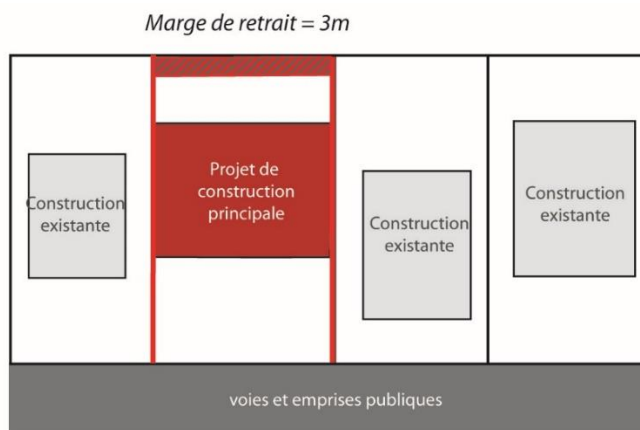 Marge de retrait = 3m
Construction
existante
Projet de
construction
principale
Construction
existante
Construction
existante
voies et emprises publiques